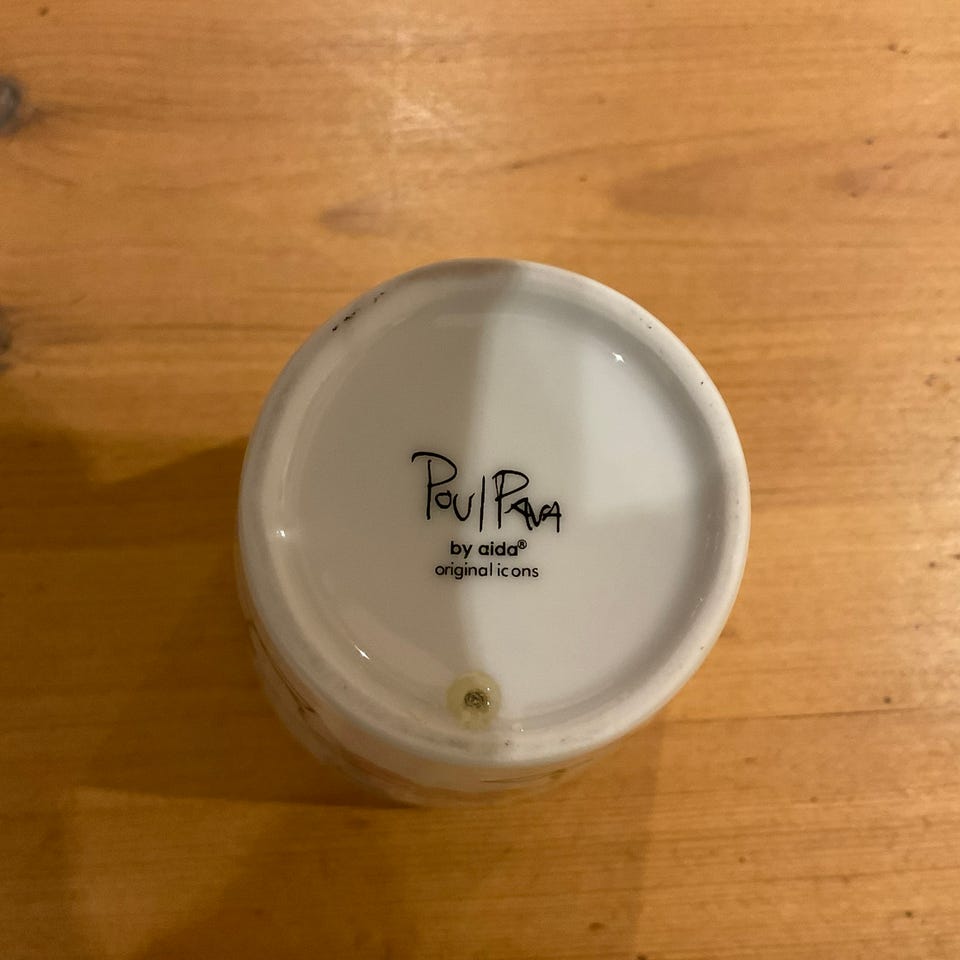 Poul Pava
by aida®
original icons